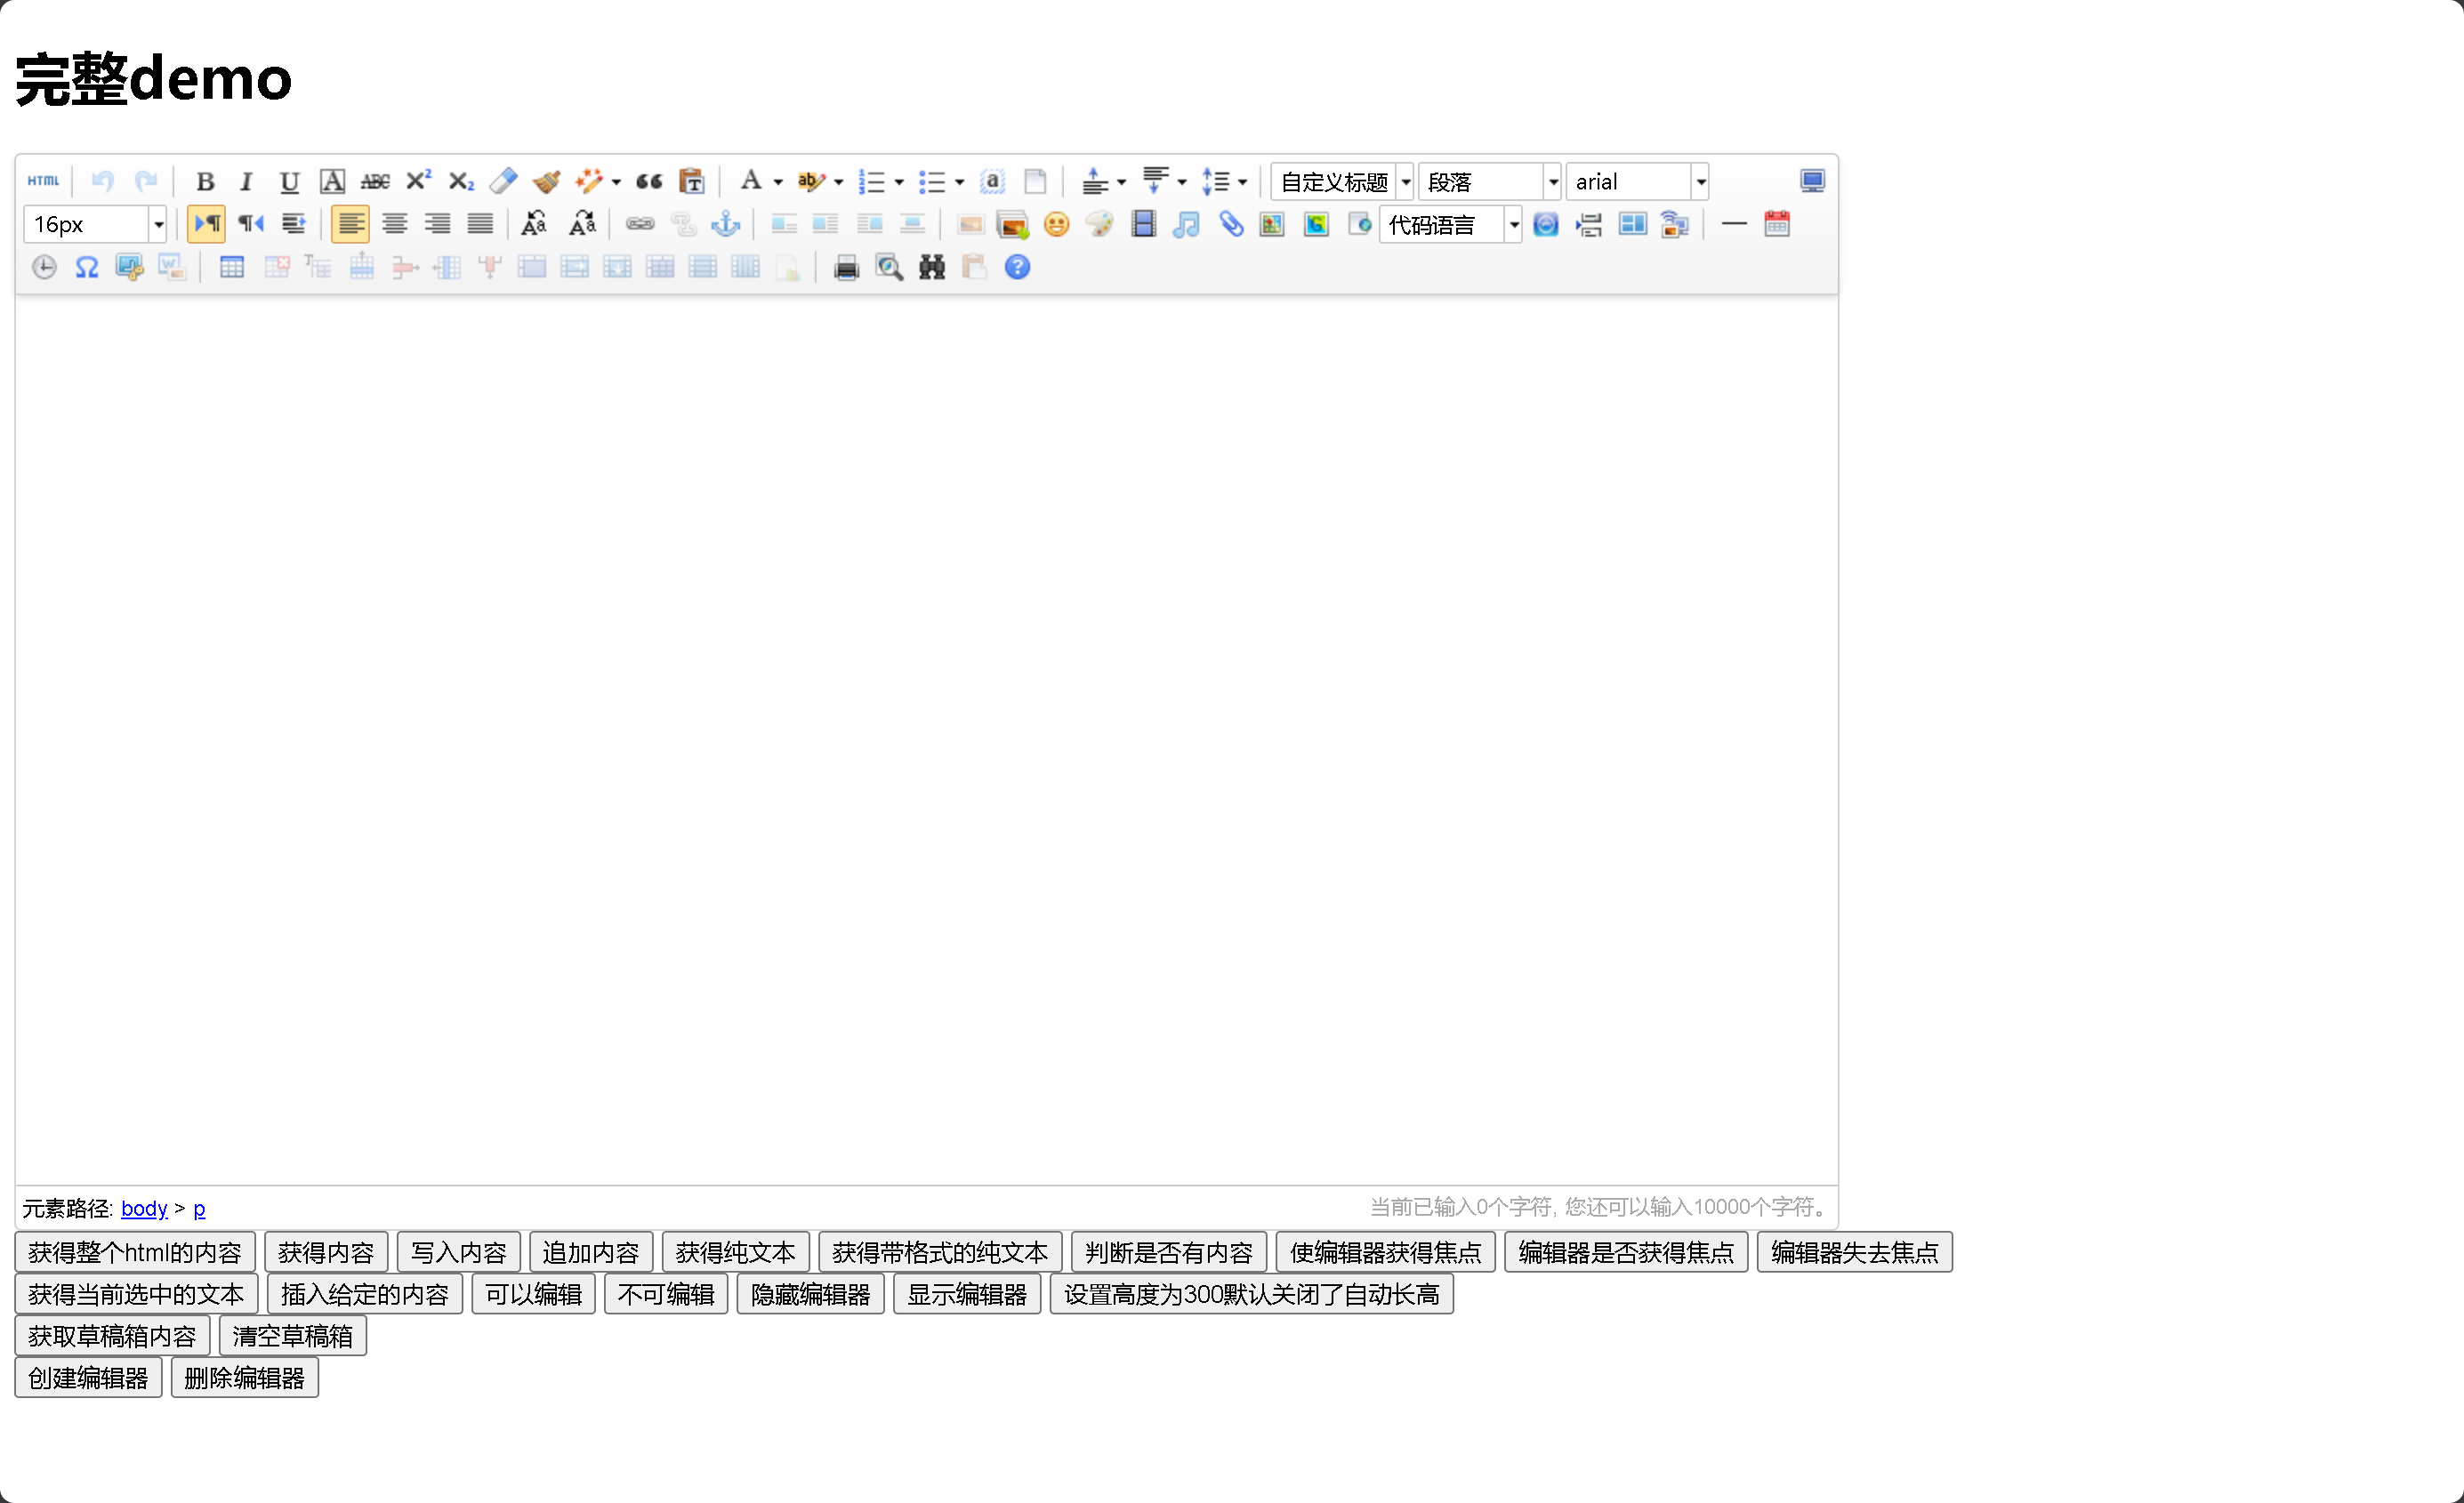 完整demo
HTML B I U A ABC X² X₂ 66 T A ab a 自定义标题 段落 arial
16px Aa Aa 代码语言
Ω W T ?
元素路径: body > p 当前已输入0个字符, 您还可以输入10000个字符。
获得整个html的内容 获得内容 写入内容 追加内容 获得纯文本 获得带格式的纯文本 判断是否有内容 使编辑器获得焦点 编辑器是否获得焦点 编辑器失去焦点
获得当前选中的文本 插入给定的内容 可以编辑 不可编辑 隐藏编辑器 显示编辑器 设置高度为300默认关闭了自动长高
获取草稿箱内容 清空草稿箱
创建编辑器 删除编辑器